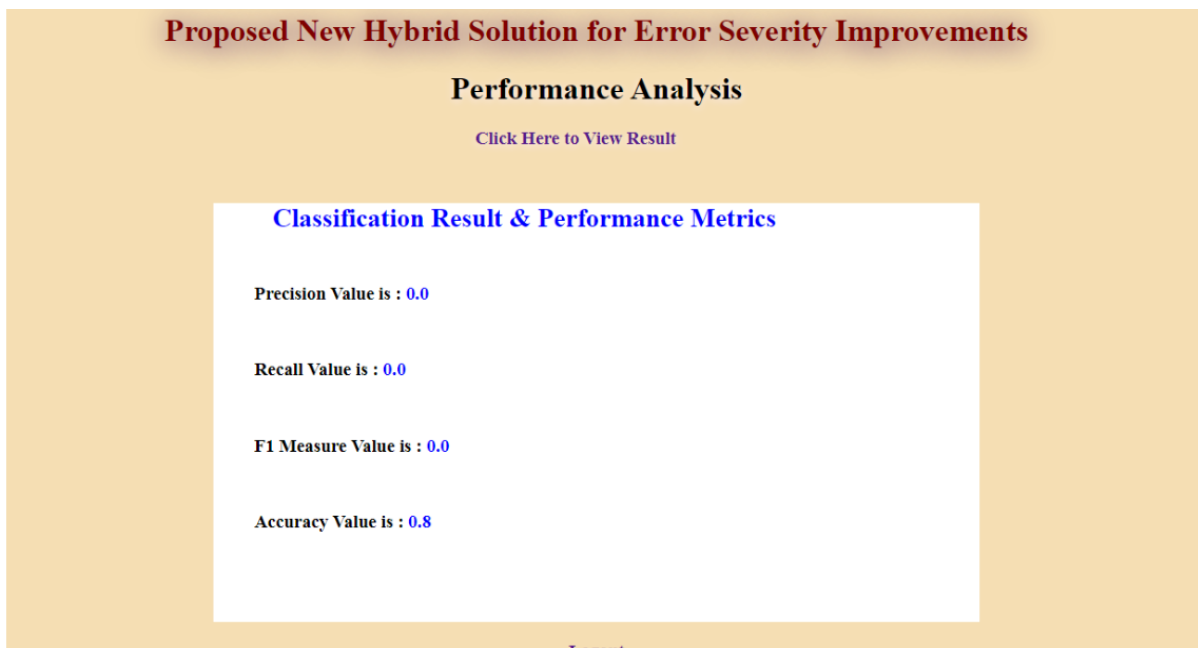 Proposed New Hybrid Solution for Error Severity Improvements
Performance Analysis
Click Here to View Result
Classification Result & Performance Metrics
Precision Value is : 0.0
Recall Value is : 0.0
F1 Measure Value is : 0.0
Accuracy Value is : 0.8